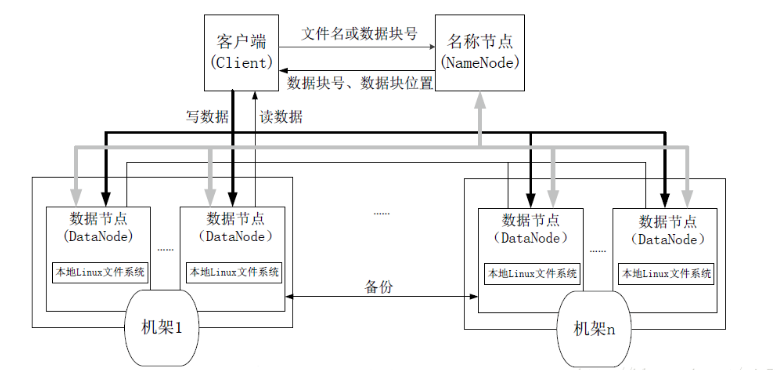 客户端
(Client)
文件名或数据块号
名称节点
(NameNode)
数据块号、数据块位置
写数据
读数据
数据节点
(DataNode)
……
数据节点
（DataNode）
……
数据节点
（DataNode）
……
数据节点
（DataNode）
本地Linux文件系统
本地Linux文件系统
本地Linux文件系统
本地Linux文件系统
备份
机架1
机架n